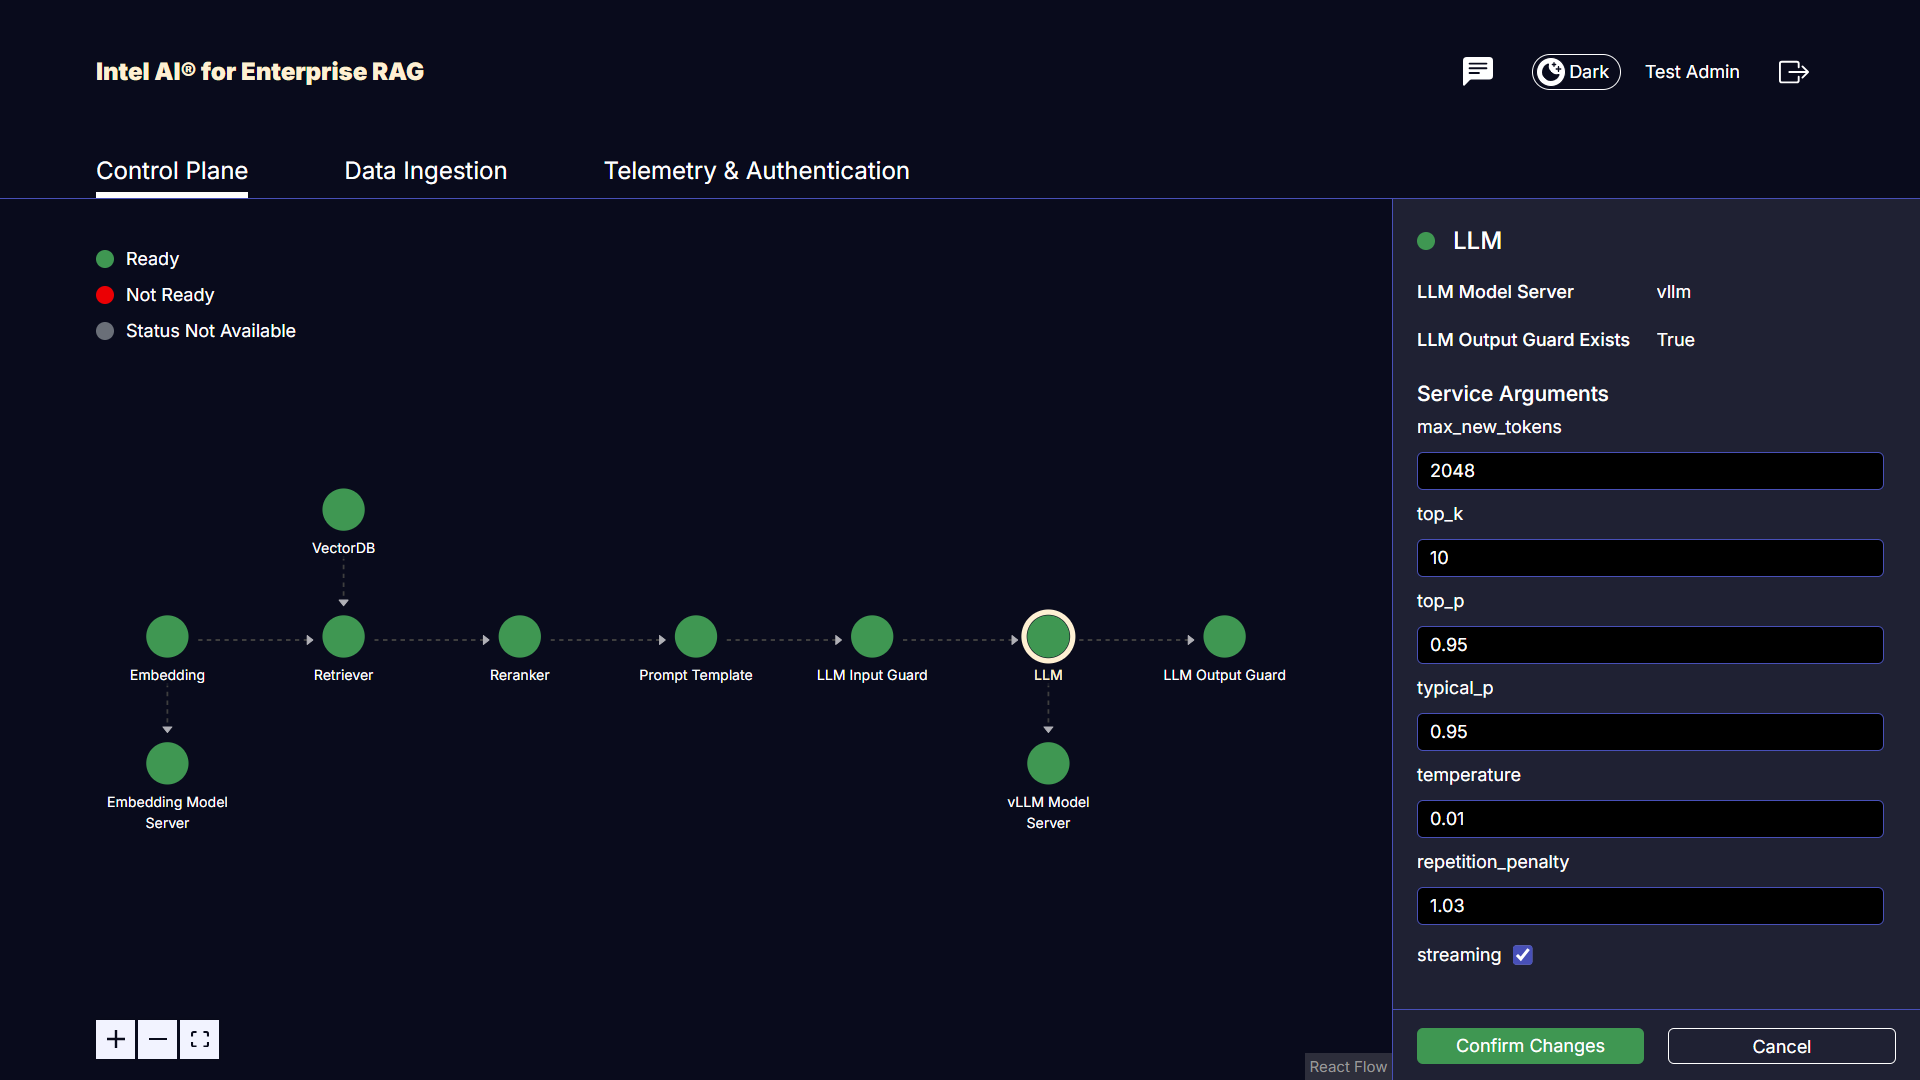 Intel AI® for Enterprise RAG
Dark
Test Admin
Control Plane
Data Ingestion
Telemetry & Authentication
Ready
Not Ready
Status Not Available
VectorDB
Embedding
Retriever
Reranker
Prompt Template
LLM Input Guard
LLM
LLM Output Guard
Embedding Model
Server
vLLM Model
Server
React Flow
LLM
LLM Model Server
vllm
LLM Output Guard Exists
True
Service Arguments
max_new_tokens
2048
top_k
10
top_p
0.95
typical_p
0.95
temperature
0.01
repetition_penalty
1.03
streaming
Confirm Changes
Cancel